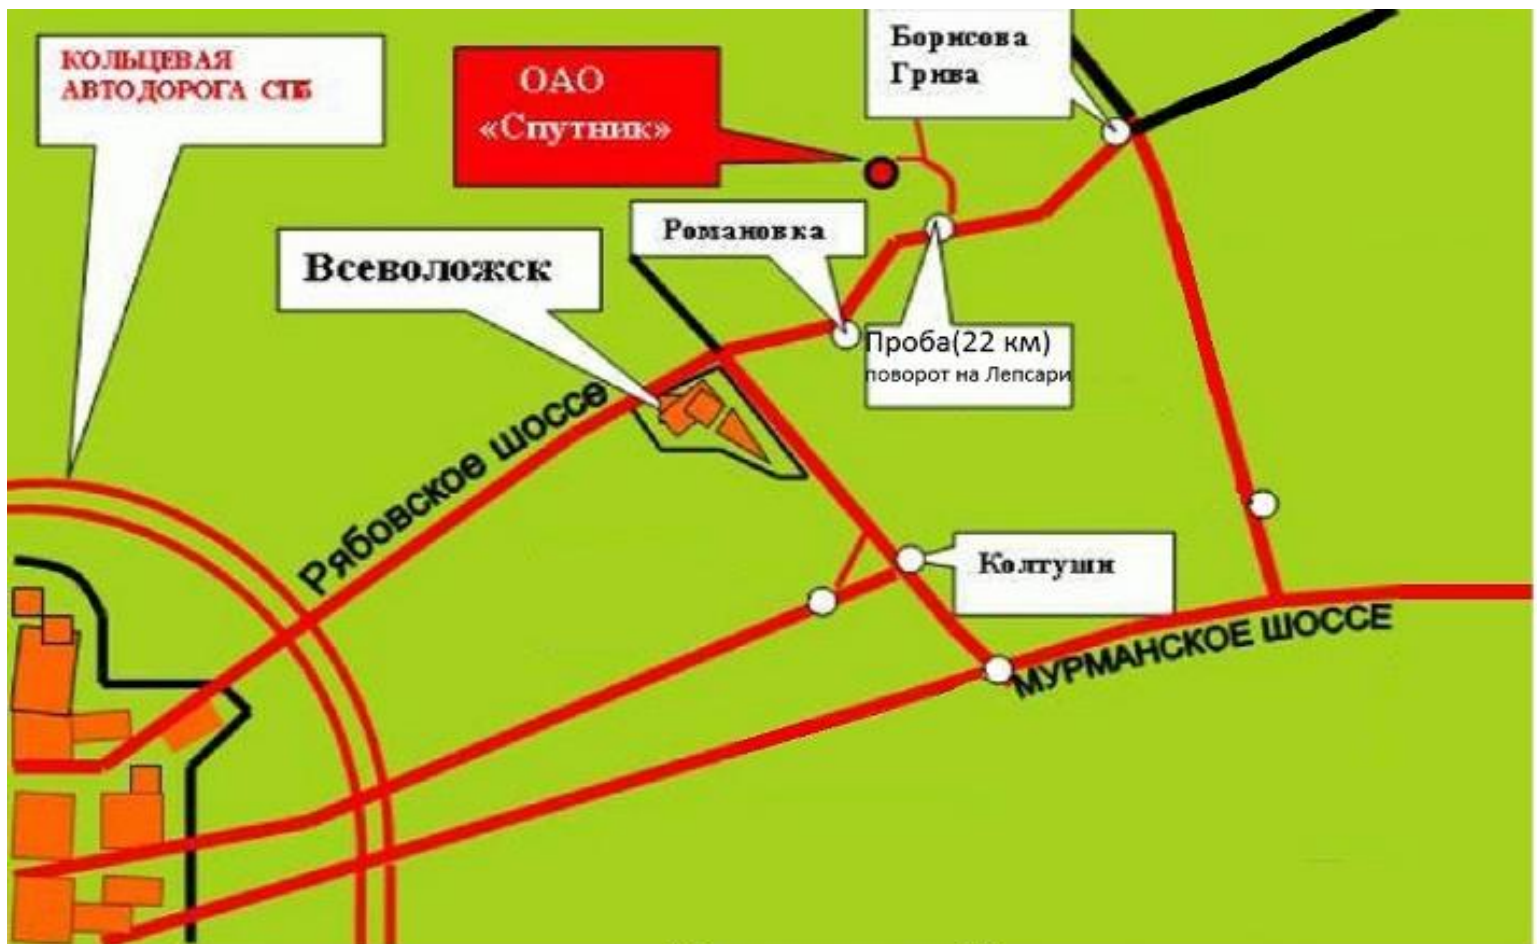 КОЛЬЦЕВАЯ
АВТОДОРОГА СПБ
ОАО
«Спутник»
Борисова
Грива
Романовка
Всеволожск
Проба(22 км)
поворот на Лепсари
Рябовское шоссе
Колтуши
МУРМАНСКОЕ ШОССЕ